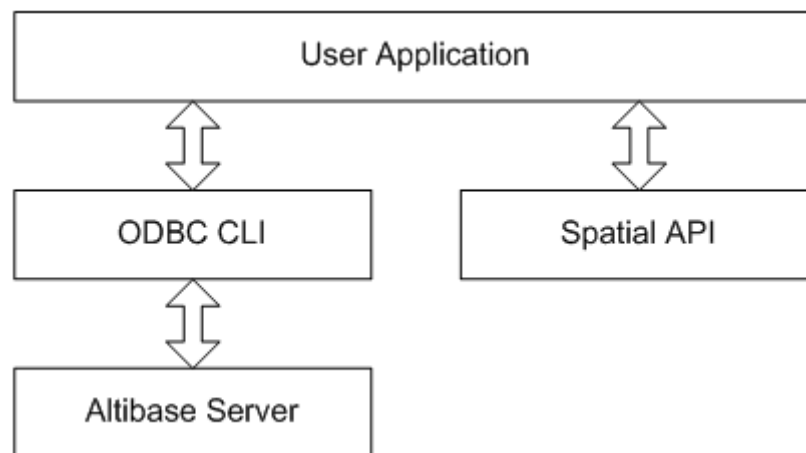 User Application
ODBC CLI
Spatial API
Altibase Server